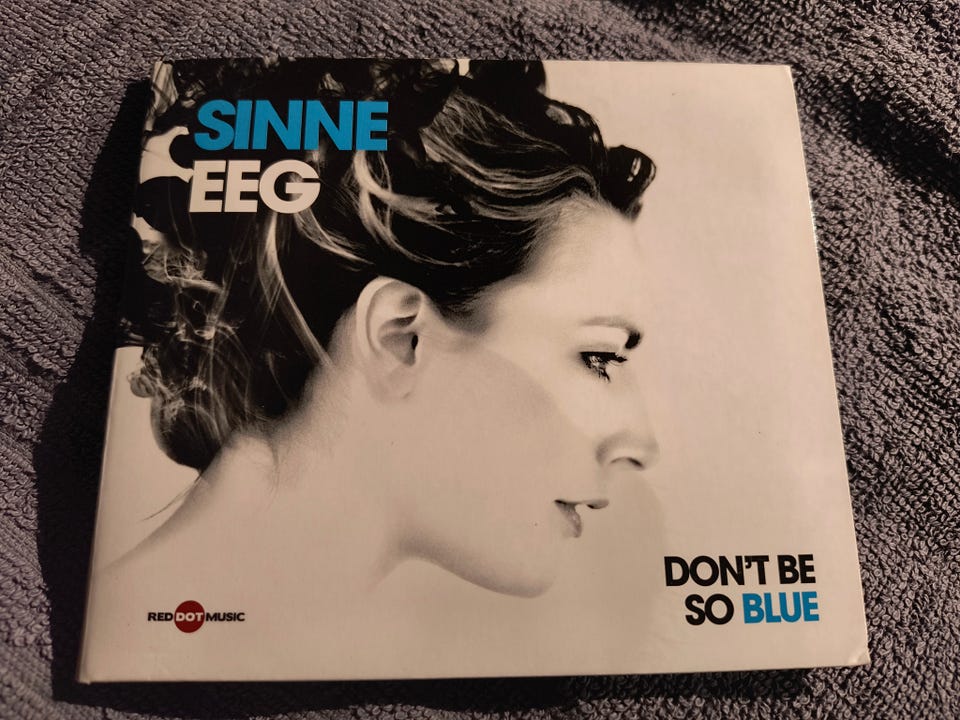 SINNE
EEG
DON'T BE
SO BLUE
RED DOT MUSIC